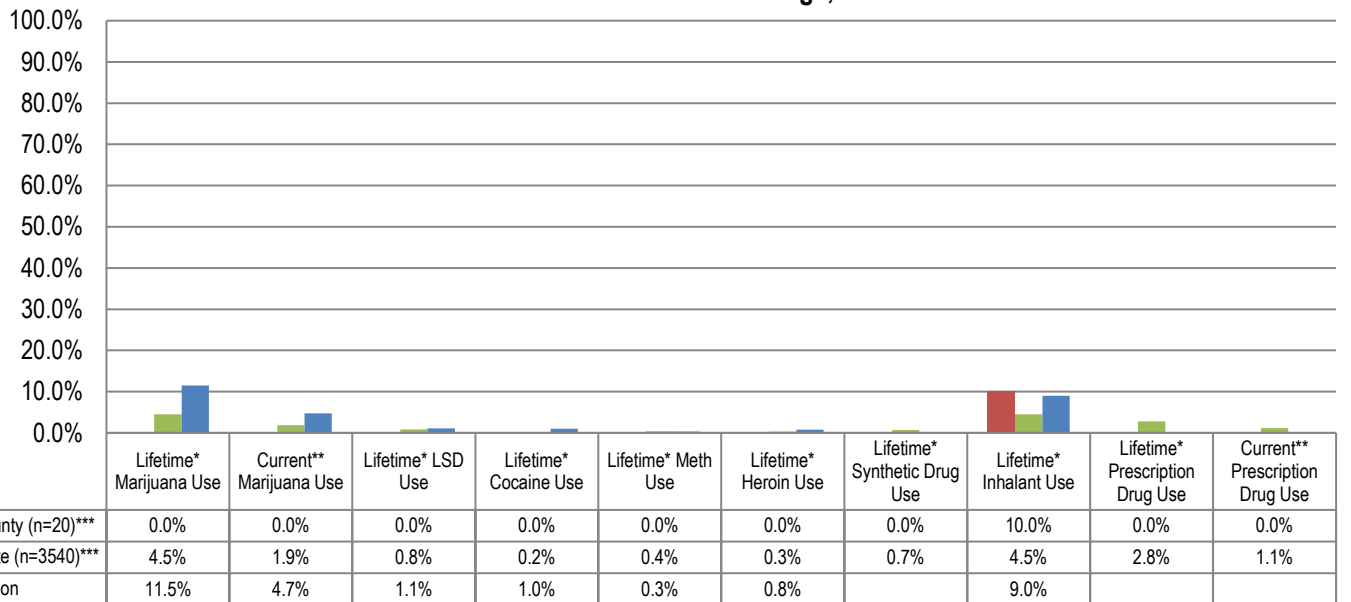 100.0%
90.0%
80.0%
70.0%
60.0%
50.0%
40.0%
30.0%
20.0%
10.0%
0.0%
Lifetime* Marijuana Use
Current** Marijuana Use
Lifetime* LSD Use
Lifetime* Cocaine Use
Lifetime* Meth Use
Lifetime* Heroin Use
Lifetime* Synthetic Drug Use
Lifetime* Inhalant Use
Lifetime* Prescription Drug Use
Current** Prescription Drug Use
unty (n=20)*** 0.0% 0.0% 0.0% 0.0% 0.0% 0.0% 0.0% 10.0% 0.0% 0.0%
te (n=3540)*** 4.5% 1.9% 0.8% 0.2% 0.4% 0.3% 0.7% 4.5% 2.8% 1.1%
on 11.5% 4.7% 1.1% 1.0% 0.3% 0.8% 9.0%